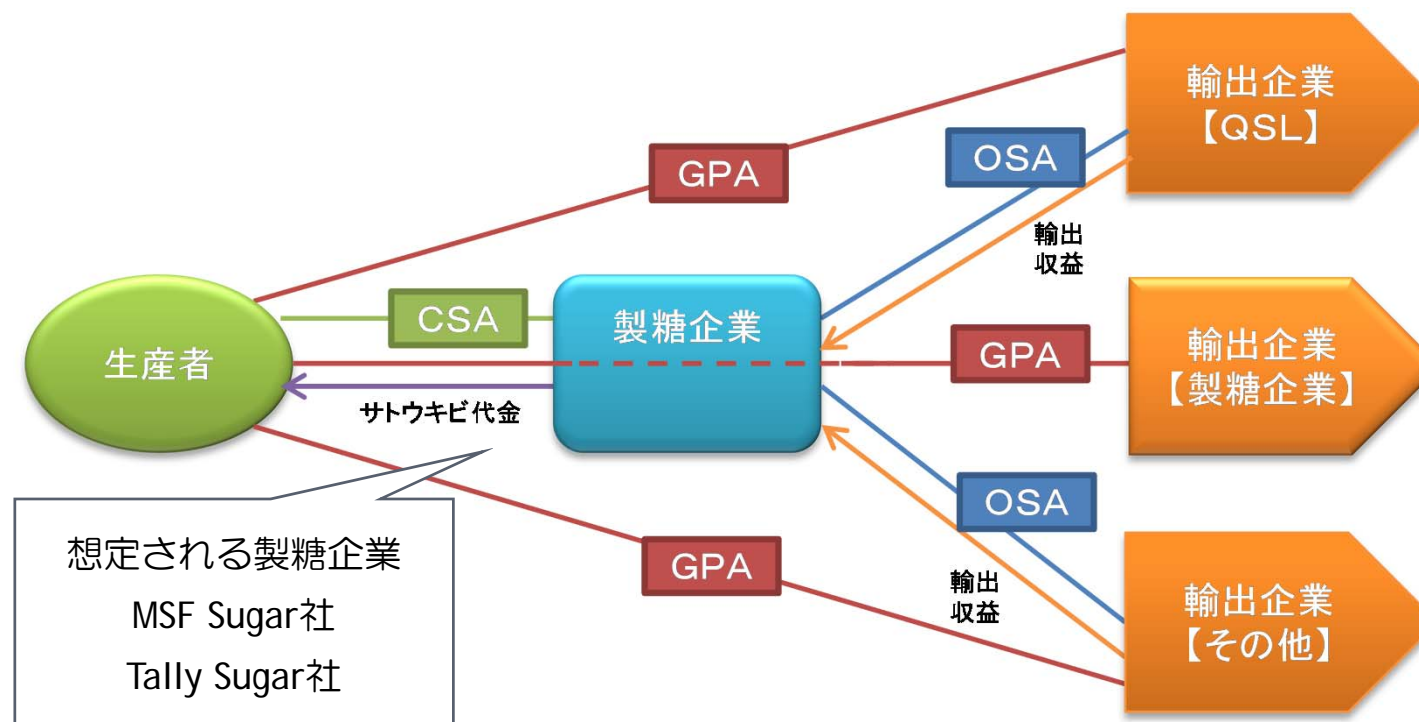 輸出企業
【QSL】
GPA
OSA
輸出
収益
CSA
製糖企業
生産者
GPA
輸出企業
【製糖企業】
サトウキビ代金
OSA
想定される製糖企業
MSF Sugar社
Tally Sugar社
GPA
輸出
収益
輸出企業
【その他】